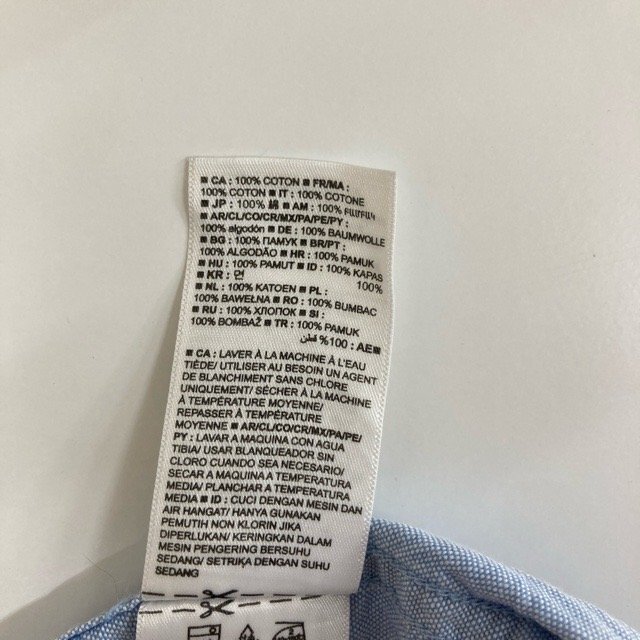 ■ CA : 100% COTTON ■ FR/MA :
100% COTTON ■ IT : 100% COTONE
■ JP : 100% 綿 ■ AM : 100% ԲԱՄԲԱԿ
■ AR/CL/CO/CR/MX/PA/PE/PY :
100% algodón ■ DE : 100% BAUMWOLLE
■ BG : 100% ПАМУК ■ BR/PT :
100% ALGODÃO ■ HR : 100% PAMUK
■ HU : 100% PAMUT ■ ID : 100% KAPAS
■ KR : 면 100%
■ NL : 100% KATOEN ■ PL :
100% BAWEŁNA ■ RO : 100% BUMBAC
■ RU : 100% ХЛОПОК ■ SI :
100% BOMBAŽ ■ TR : 100% PAMUK
■ AE : 100% قطن
■ CA : LAVER À LA MACHINE À L'EAU
TIÈDE/ UTILISER AU BESOIN UN AGENT
DE BLANCHIMENT SANS CHLORE
UNIQUEMENT/ SÉCHER À LA MACHINE
À TEMPÉRATURE MOYENNE/
REPASSER À TEMPÉRATURE
MOYENNE ■ AR/CL/CO/CR/MX/PA/PE/
PY : LAVAR A MAQUINA CON AGUA
TIBIA/ USAR BLANQUEADOR SIN
CLORO CUANDO SEA NECESARIO/
SECAR A MAQUINA A TEMPERATURA
MEDIA/ PLANCHAR A TEMPERATURA
MEDIA ■ ID : CUCI DENGAN MESIN DAN
AIR HANGAT/ HANYA GUNAKAN
PEMUTIH NON KLORIN JIKA
DIPERLUKAN/ KERINGKAN DALAM
MESIN PENGERING BERSUHU
SEDANG/ SETRIKA DENGAN SUHU
SEDANG